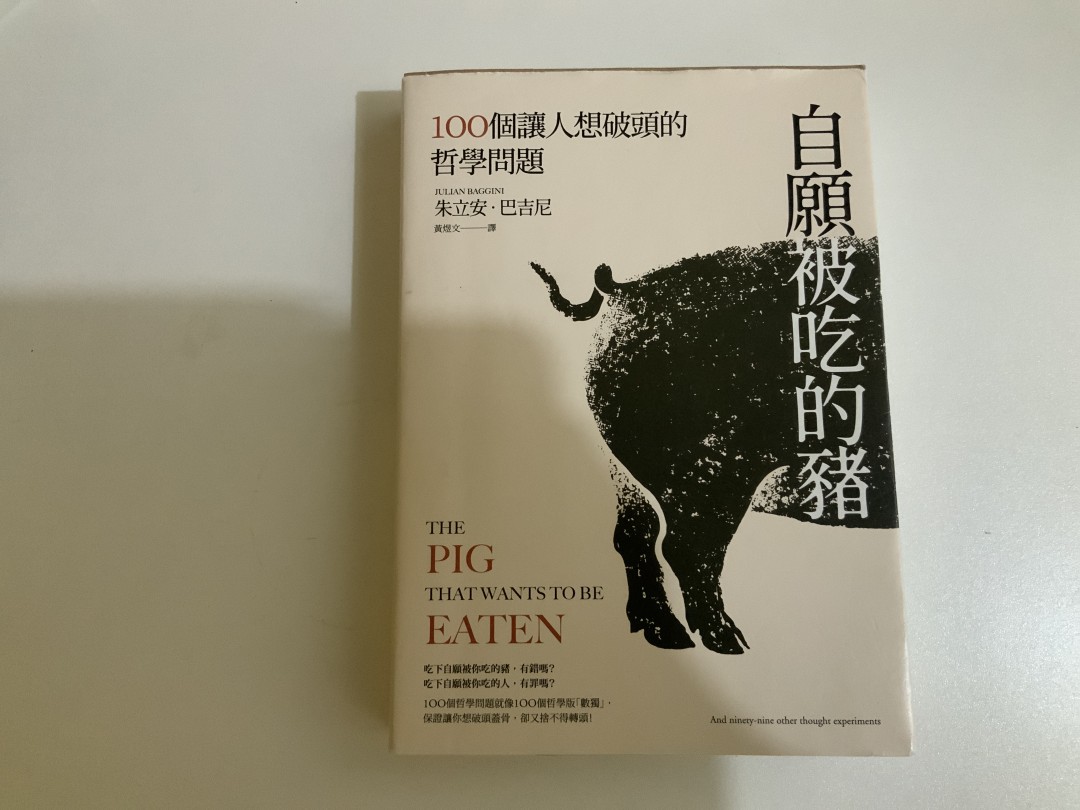 100個讓人想破頭的
哲學問題
JULIAN BAGGINI
朱立安·巴吉尼
黃煜文——譯
自願被吃的豬
THE
PIG
THAT WANTS TO BE
EATEN
吃下自願被你吃的豬，有錯嗎？
吃下自願被你吃的人，有罪嗎？
100個哲學問題就像100個哲學版「數獨」，
保證讓你想破頭蓋骨，卻又捨不得轉頭！
And ninety-nine other thought experiments